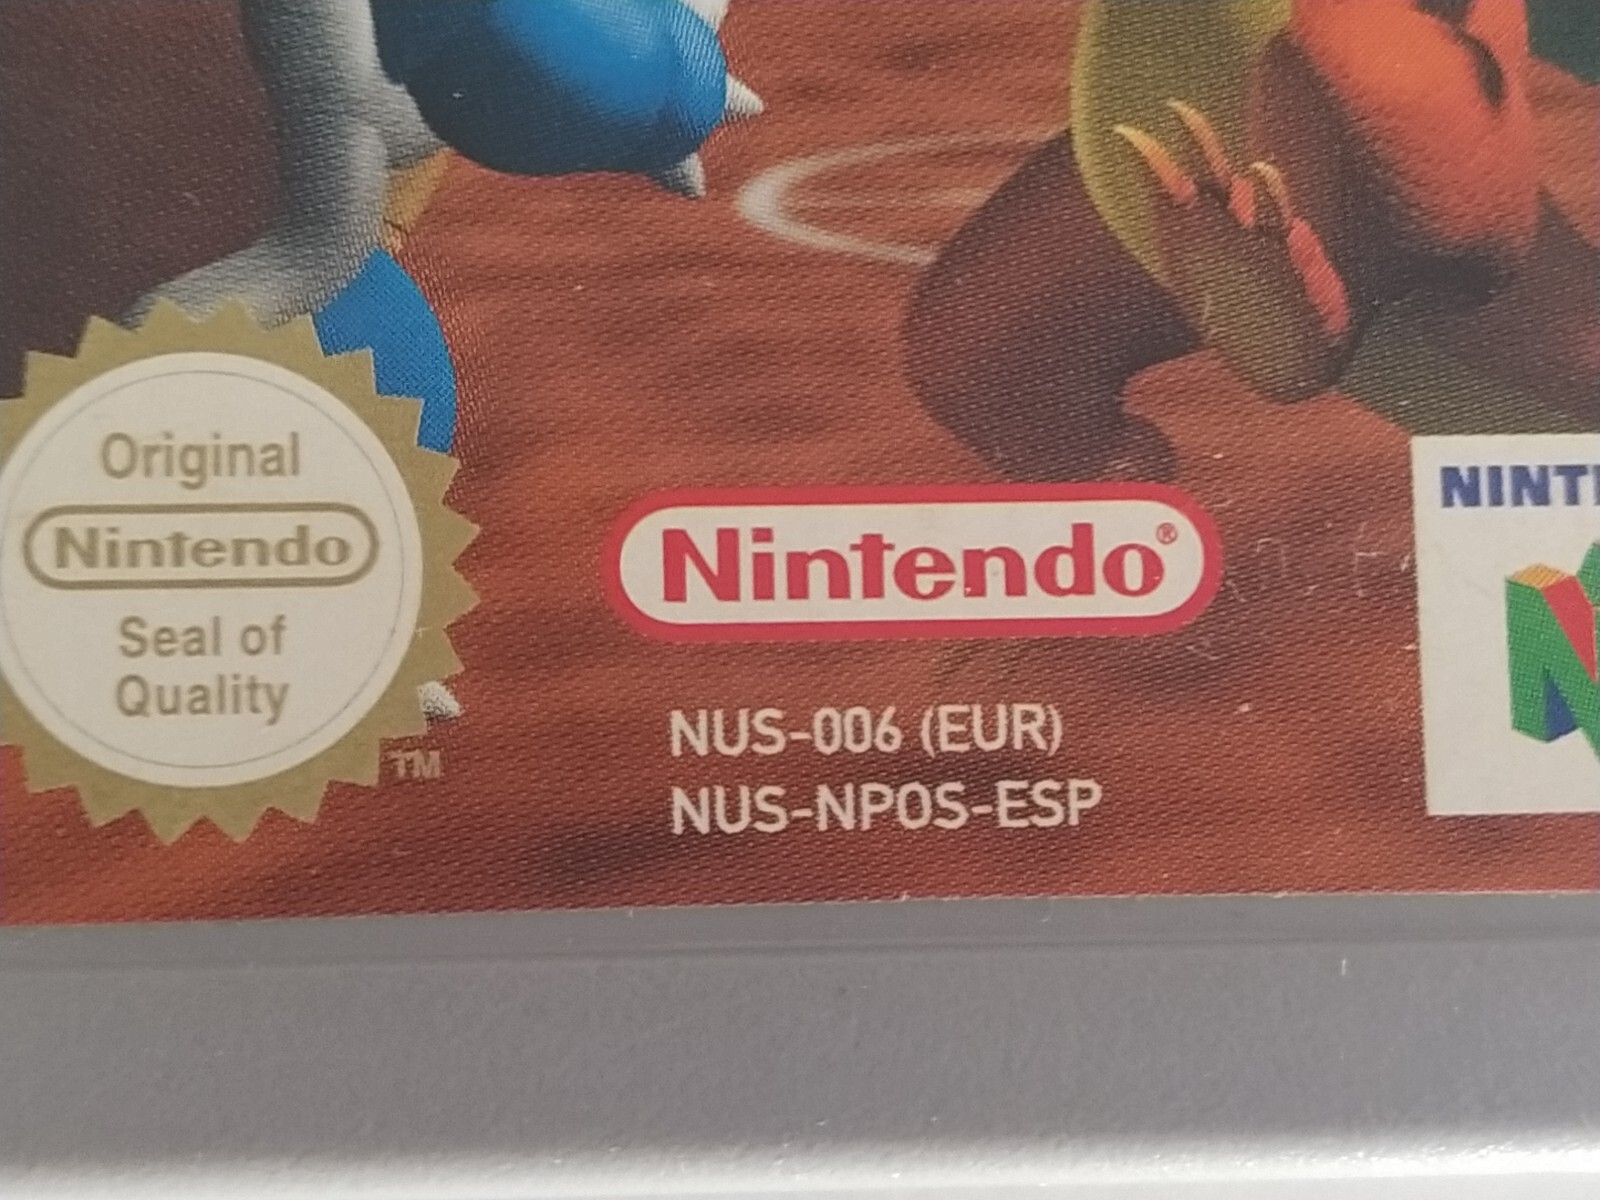 Original
Nintendo
Seal of
Quality
TM
Nintendo®
NUS-006 (EUR)
NUS-NPOS-ESP